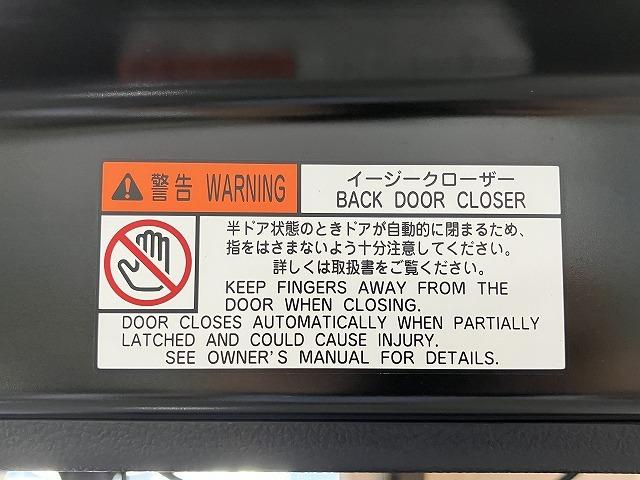 警告 WARNING
イージークローザー
BACK DOOR CLOSER
半ドア状態のときドアが自動的に閉まるため、
指をはさまないよう十分注意してください。
詳しくは取扱書をご覧ください。
KEEP FINGERS AWAY FROM THE
DOOR WHEN CLOSING.
DOOR CLOSES AUTOMATICALLY WHEN PARTIALLY
LATCHED AND COULD CAUSE INJURY.
SEE OWNER'S MANUAL FOR DETAILS.